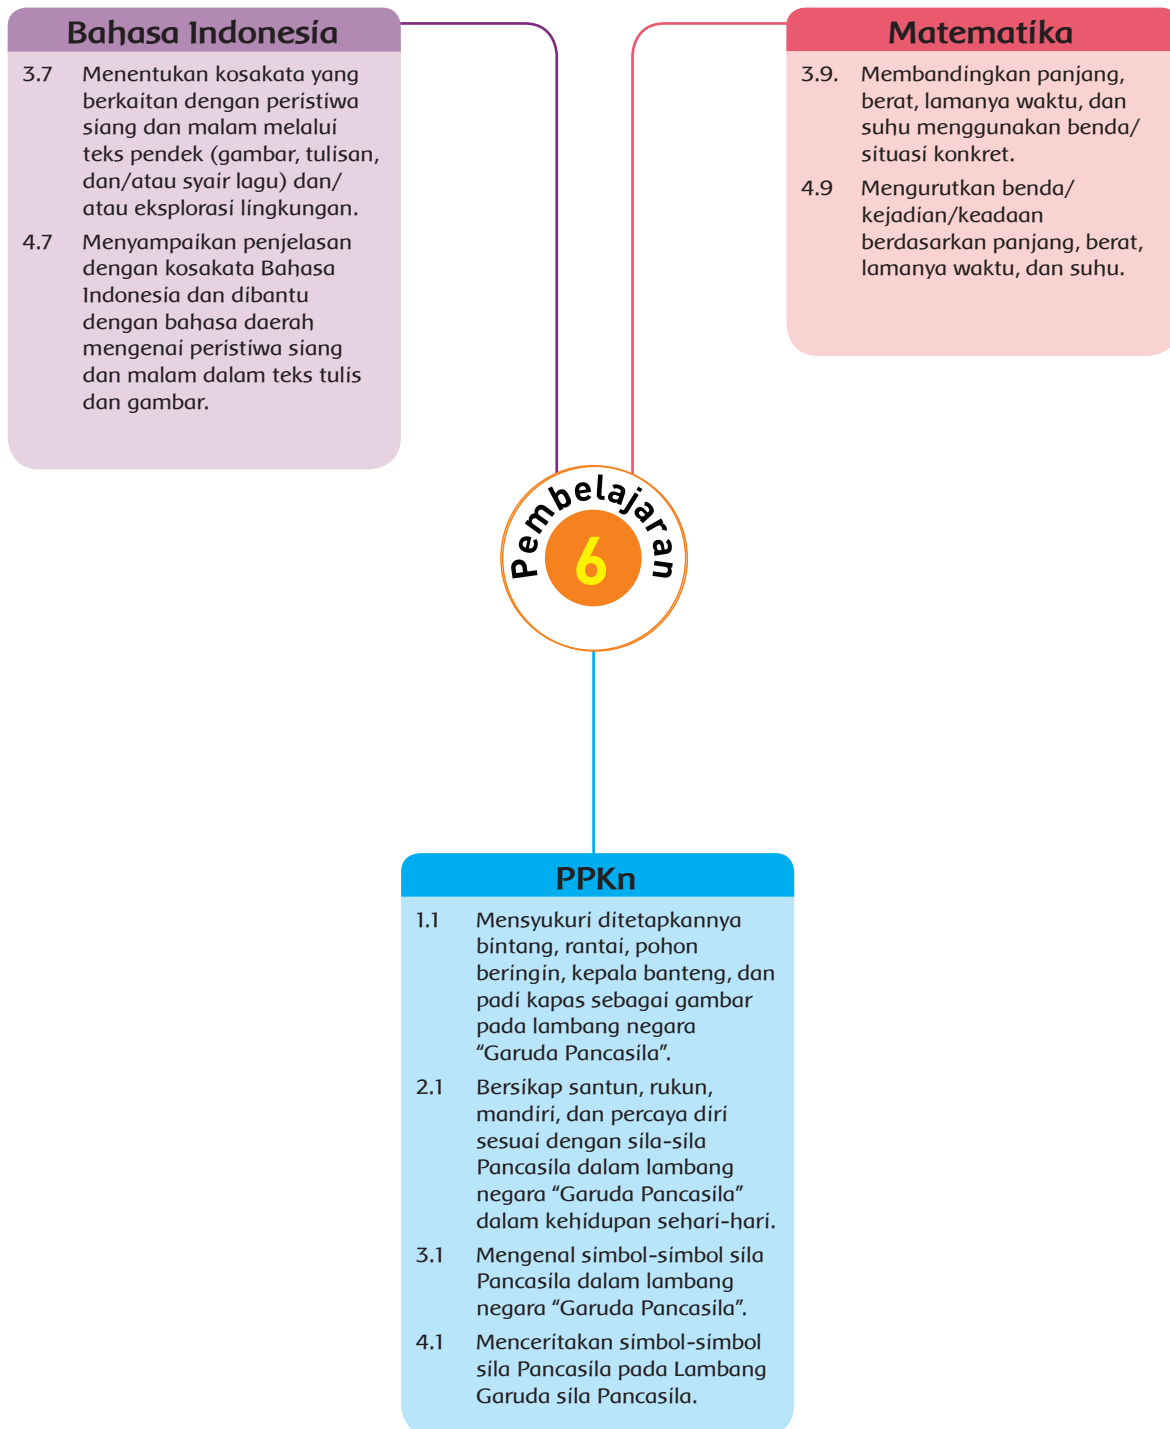 Bahasa Indonesia
3.7 Menentukan kosakata yang
berkaitan dengan peristiwa
siang dan malam melalui
teks pendek (gambar, tulisan,
dan/atau syair lagu) dan/
atau eksplorasi lingkungan.
4.7 Menyampaikan penjelasan
dengan kosakata Bahasa
Indonesia dan dibantu
dengan bahasa daerah
mengenai peristiwa siang
dan malam dalam teks tulis
dan gambar.
Matematika
3.9. Membandingkan panjang,
berat, lamanya waktu, dan
suhu menggunakan benda/
situasi konkret.
4.9 Mengurutkan benda/
kejadian/keadaan
berdasarkan panjang, berat,
lamanya waktu, dan suhu.
Pembelajaran
6
PPKn
1.1 Mensyukuri ditetapkannya
bintang, rantai, pohon
beringin, kepala banteng, dan
padi kapas sebagai gambar
pada lambang negara
“Garuda Pancasila”.
2.1 Bersikap santun, rukun,
mandiri, dan percaya diri
sesuai dengan sila-sila
Pancasila dalam lambang
negara “Garuda Pancasila”
dalam kehidupan sehari-hari.
3.1 Mengenal simbol-simbol sila
Pancasila dalam lambang
negara “Garuda Pancasila”.
4.1 Menceritakan simbol-simbol
sila Pancasila pada Lambang
Garuda sila Pancasila.